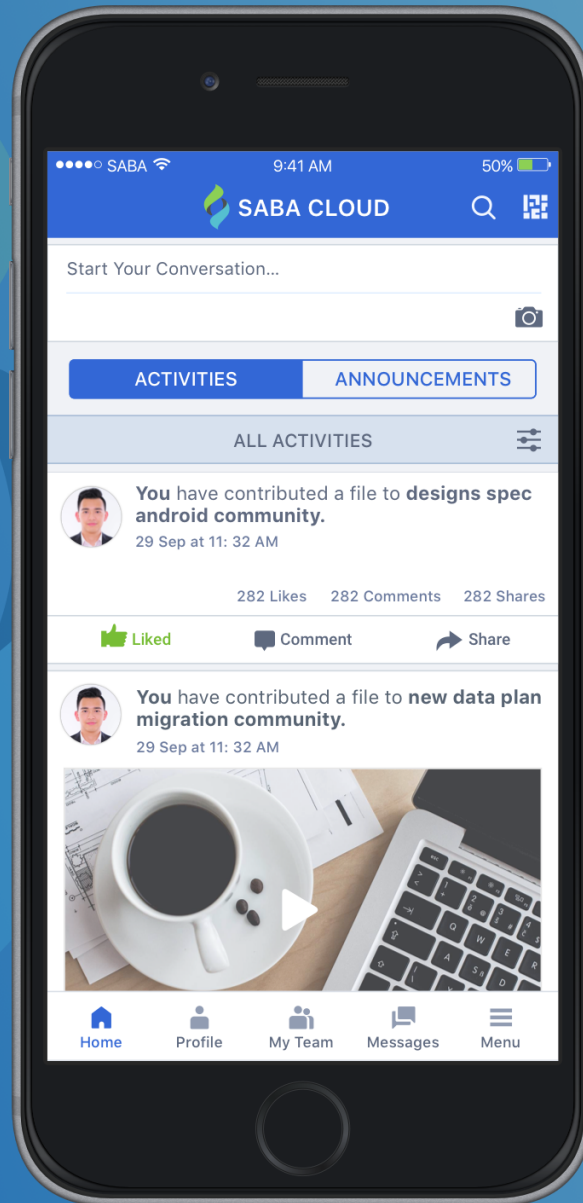 SABA 9:41 AM 50%
SABA CLOUD
Start Your Conversation...
ACTIVITIES ANNOUNCEMENTS
ALL ACTIVITIES
You have contributed a file to designs spec
android community.
29 Sep at 11: 32 AM
282 Likes 282 Comments 282 Shares
Liked Comment Share
You have contributed a file to new data plan
migration community.
29 Sep at 11: 32 AM
Home Profile My Team Messages Menu